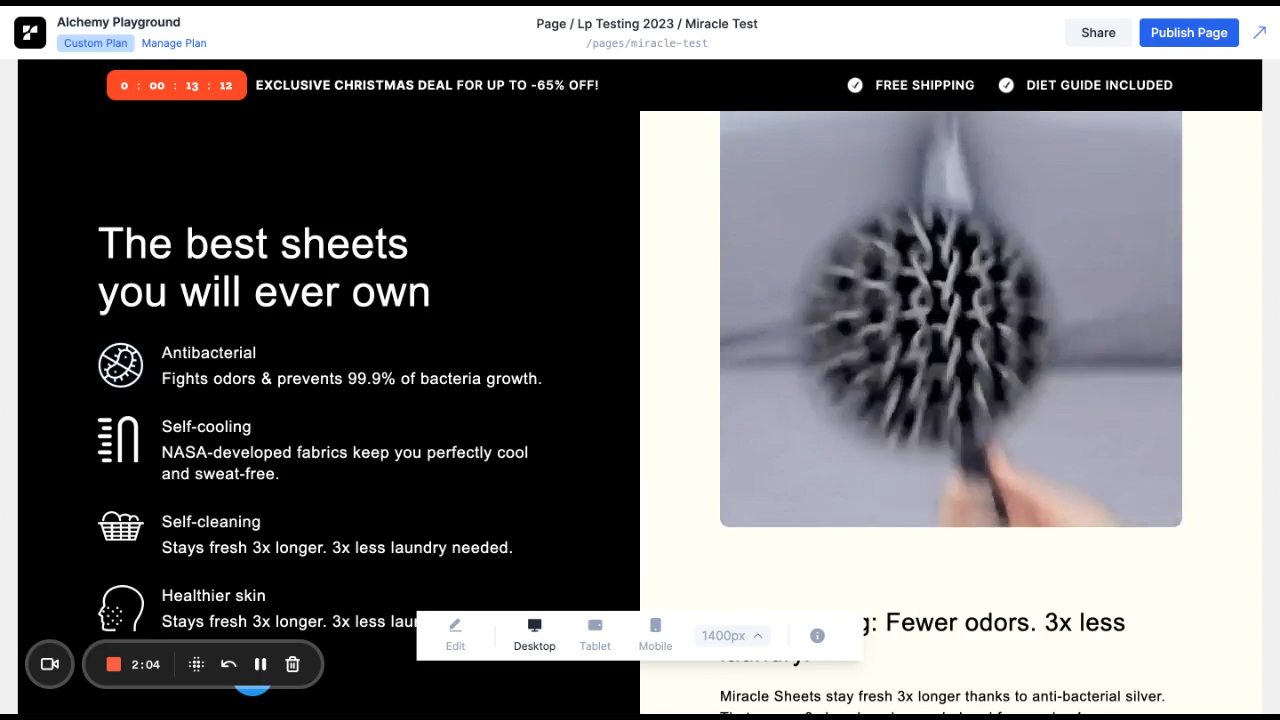 Alchemy Playground
Custom Plan Manage Plan
Page / Lp Testing 2023 / Miracle Test
/pages/miracle-test
Share
Publish Page
0 : 00 : 13 : 12
EXCLUSIVE CHRISTMAS DEAL FOR UP TO -65% OFF!
FREE SHIPPING
DIET GUIDE INCLUDED
The best sheets
you will ever own
Antibacterial
Fights odors & prevents 99.9% of bacteria growth.
Self-cooling
NASA-developed fabrics keep you perfectly cool
and sweat-free.
Self-cleaning
Stays fresh 3x longer. 3x less laundry needed.
Healthier skin
Stays fresh 3x longer. 3x less
g: Fewer odors. 3x less
Miracle Sheets stay fresh 3x longer thanks to anti-bacterial silver.
Edit
Desktop
Tablet
Mobile
1400px
2:04